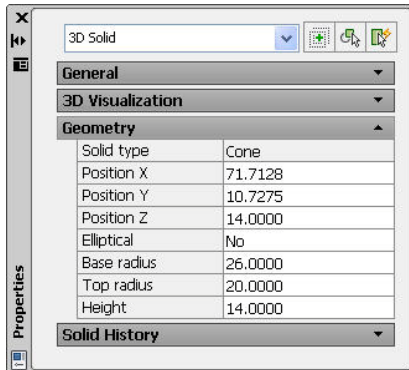 3D Solid
General
3D Visualization
Geometry
Solid type Cone
Position X 71.7128
Position Y 10.7275
Position Z 14.0000
Elliptical No
Base radius 26.0000
Top radius 20.0000
Height 14.0000
Solid History
Properties